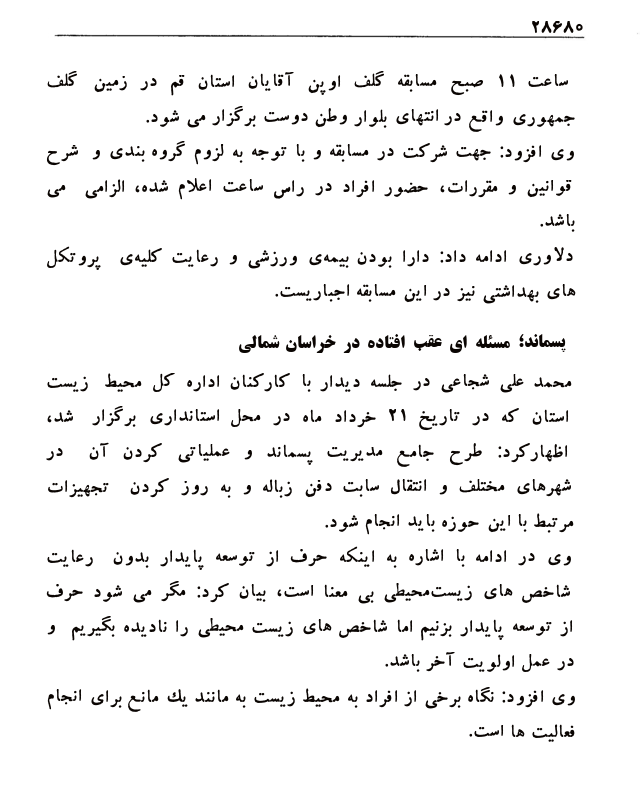 ۲۸۶۸۰
ساعت ۱۱ صبح مسابقه گلف اوپن آقایان استان قم در زمین گلف
جمهوری واقع در انتهای بلوار وطن دوست برگزار می شود.
وی افزود: جهت شرکت در مسابقه و با توجه به لزوم گروه بندی و شرح
قوانین و مقررات، حضور افراد در راس ساعت اعلام شده، الزامی می
باشد.
دلاوری ادامه داد: دارا بودن بیمه‌ی ورزشی و رعایت کلیه‌ی پروتکل
های بهداشتی نیز در این مسابقه اجباریست.
پسماند؛ مسئله ای عقب افتاده در خراسان شمالی
محمد علی شجاعی در جلسه دیدار با کارکنان اداره کل محیط زیست
استان که در تاریخ ۲۱ خرداد ماه در محل استانداری برگزار شد،
اظهارکرد: طرح جامع مدیریت پسماند و عملیاتی کردن آن در
شهرهای مختلف و انتقال سابت دفن زباله و به روز کردن تجهیزات
مرتبط با این حوزه باید انجام شود.
وی در ادامه با اشاره به اینکه حرف از توسعه پایدار بدون رعایت
شاخص های زیست‌محیطی بی معنا است، بیان کرد: مگر می شود حرف
از توسعه پایدار بزنیم اما شاخص های زیست محیطی را نادیده بگیریم و
در عمل اولویت آخر باشد.
وی افزود: نگاه برخی از افراد به محیط زیست به مانند یك مانع برای انجام
فعالیت ها است.